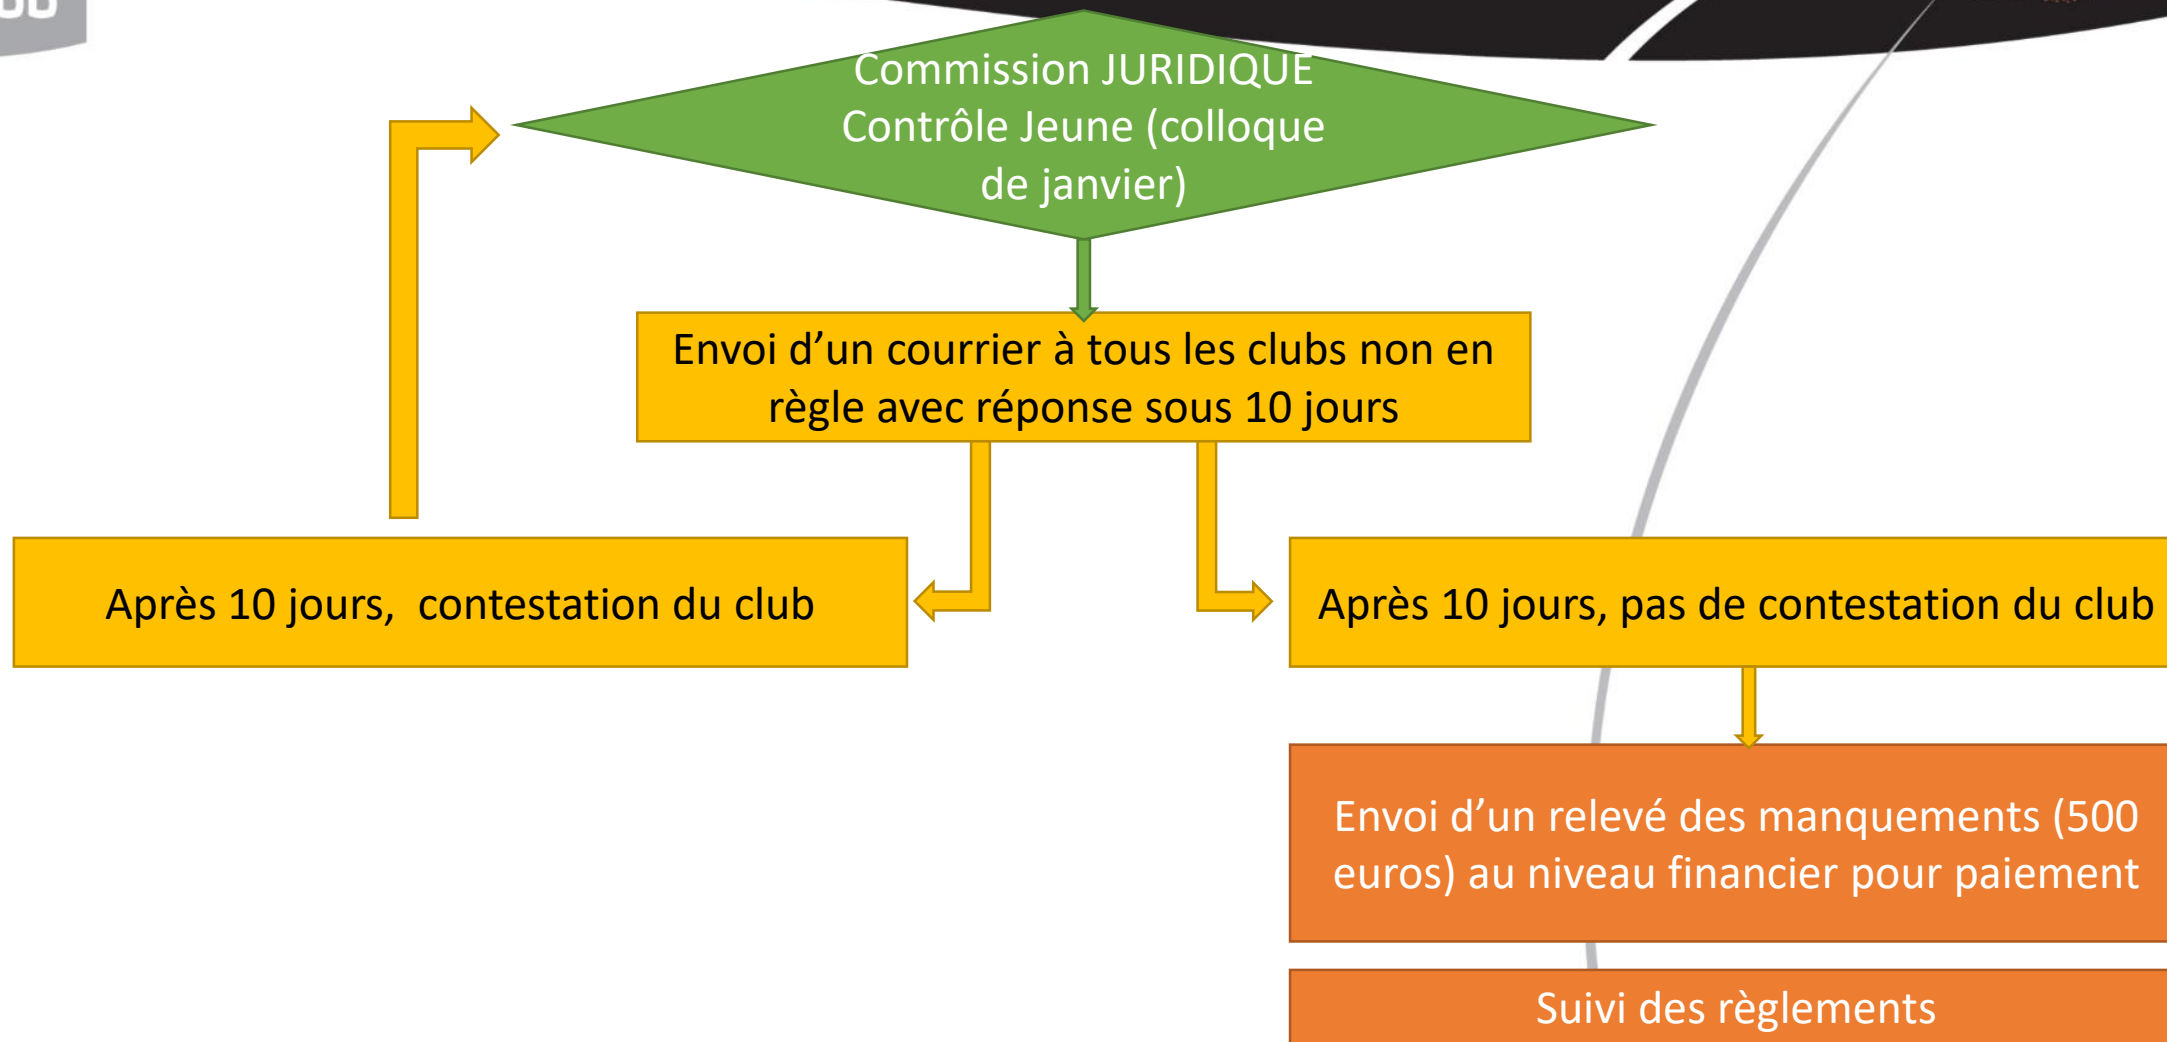 Commission JURIDIQUE
Contrôle Jeune (colloque
de janvier)
Envoi d’un courrier à tous les clubs non en
règle avec réponse sous 10 jours
Après 10 jours,  contestation du club
Après 10 jours, pas de contestation du club
Envoi d’un relevé des manquements (500
euros) au niveau financier pour paiement
Suivi des règlements